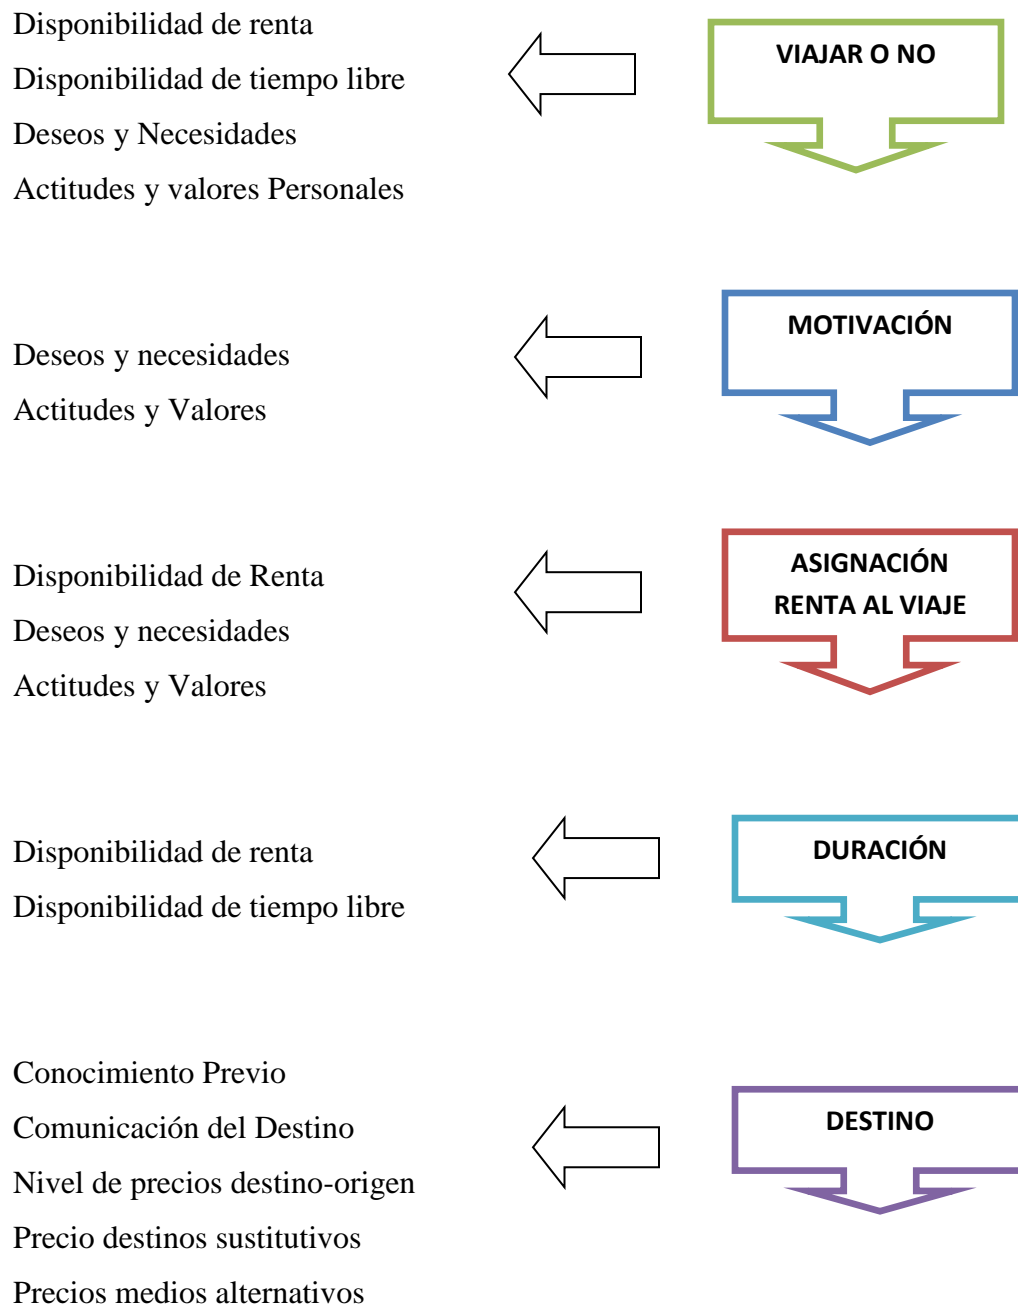 Disponibilidad de renta
Disponibilidad de tiempo libre
Deseos y Necesidades
Actitudes y valores Personales
VIAJAR O NO
Deseos y necesidades
Actitudes y Valores
MOTIVACIÓN
Disponibilidad de Renta
Deseos y necesidades
Actitudes y Valores
ASIGNACIÓN
RENTA AL VIAJE
Disponibilidad de renta
Disponibilidad de tiempo libre
DURACIÓN
Conocimiento Previo
Comunicación del Destino
Nivel de precios destino-origen
Precio destinos sustitutivos
Precios medios alternativos
DESTINO